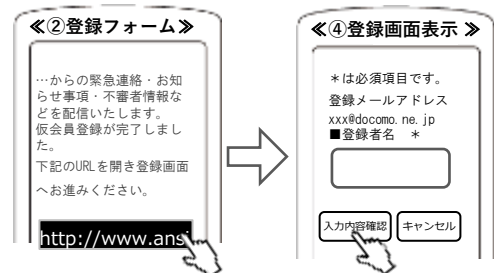 ≪②登録フォーム≫
…からの緊急連絡・お知
らせ事項・不審者情報な
どを配信いたします。
仮会員登録が完了しまし
た。
下記のURLを開き登録画面
へお進みください。
http://www.ansi
≪④登録画面表示 ≫
＊は必須項目です。
登録メールアドレス
xxx@docomo.ne.jp
■登録者名　＊
入力内容確認
キャンセル